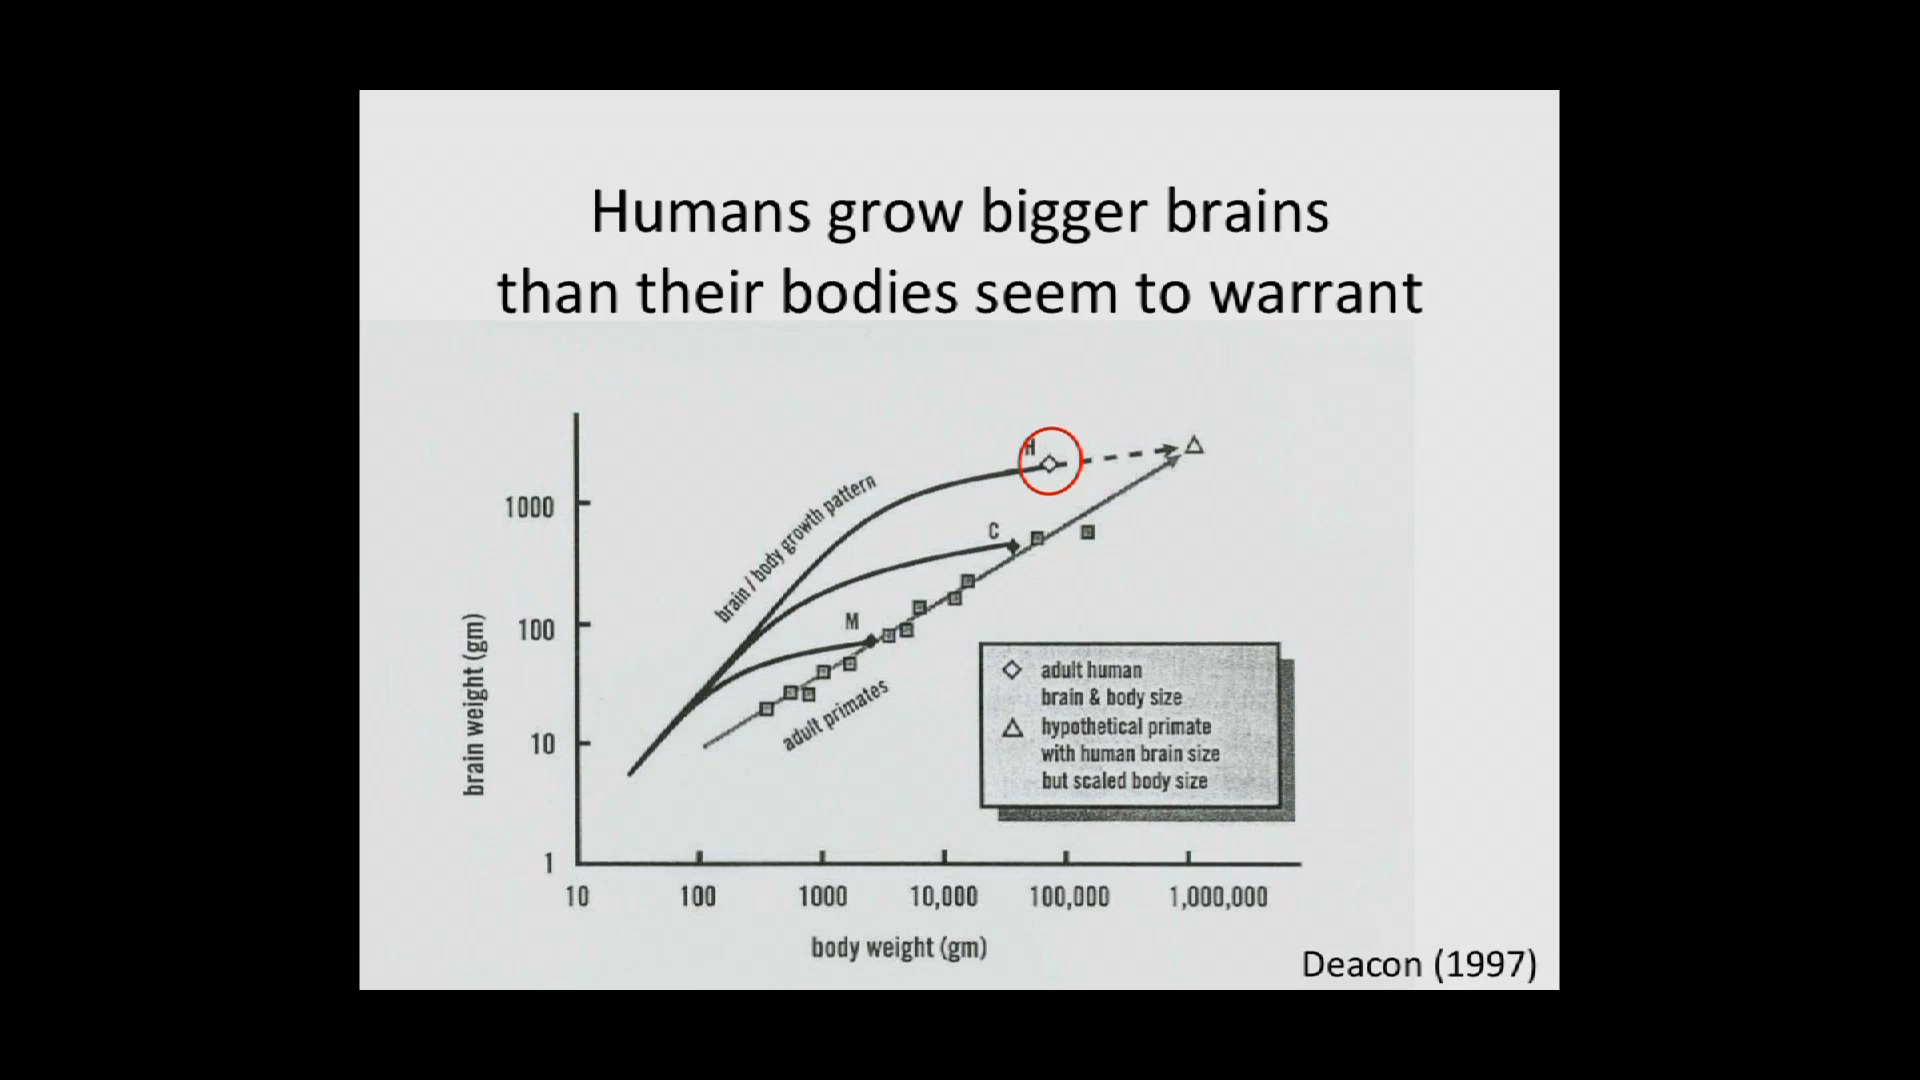 Humans grow bigger brains
than their bodies seem to warrant
brain / body growth pattern
H
C
M
adult primates
1000
100
10
1
brain weight (gm)
10 100 1000 10,000 100,000 1,000,000
body weight (gm)
adult human
brain & body size
hypothetical primate
with human brain size
but scaled body size
Deacon (1997)